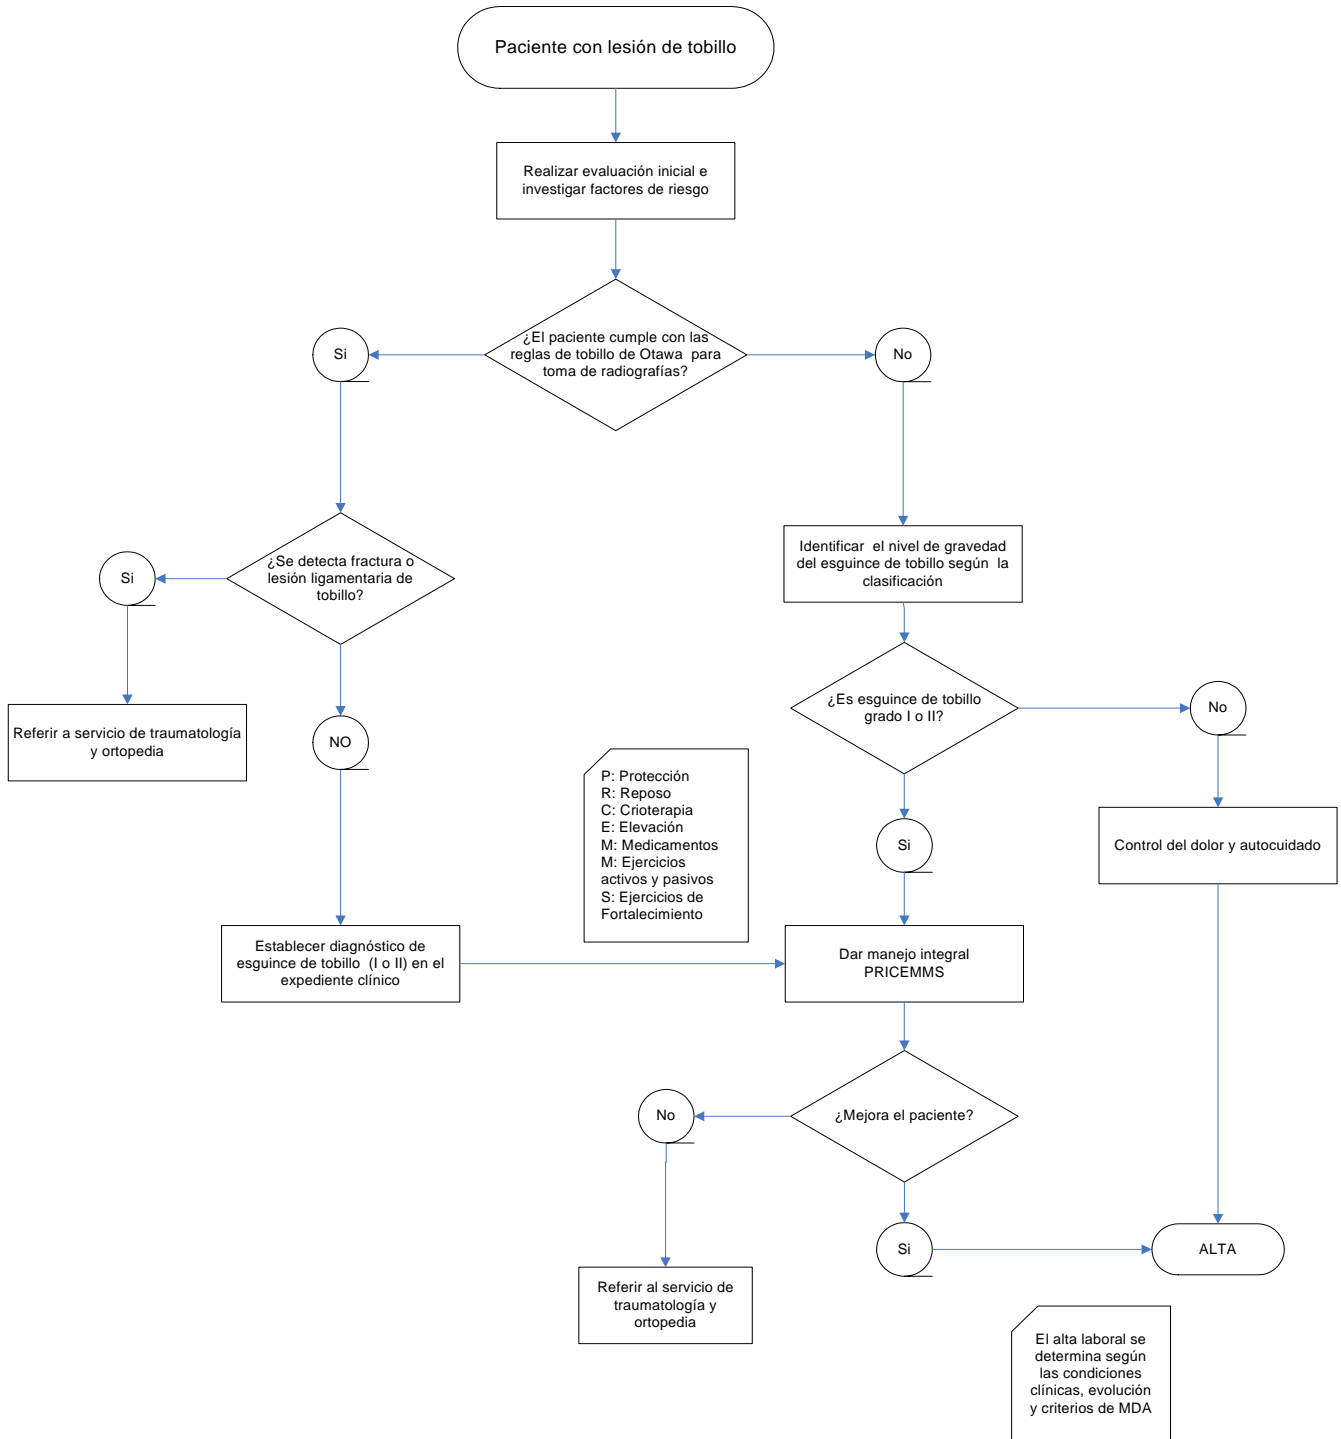 Paciente con lesión de tobillo
Realizar evaluación inicial e
investigar factores de riesgo
¿El paciente cumple con las
reglas de tobillo de Otawa para
toma de radiografías?
Si
No
¿Se detecta fractura o
lesión ligamentaria de
tobillo?
Si
Identificar el nivel de gravedad
del esguince de tobillo según la
clasificación
Referir a servicio de traumatología
y ortopedia
NO
¿Es esguince de tobillo
grado I o II?
No
P: Protección
R: Reposo
C: Crioterapia
E: Elevación
M: Medicamentos
M: Ejercicios
activos y pasivos
S: Ejercicios de
Fortalecimiento
Si
Control del dolor y autocuidado
Establecer diagnóstico de
esguince de tobillo (I o II) en el
expediente clínico
Dar manejo integral
PRICEMMS
¿Mejora el paciente?
No
Si
ALTA
Referir al servicio de
traumatología y
ortopedia
El alta laboral se
determina según
las condiciones
clínicas, evolución
y criterios de MDA